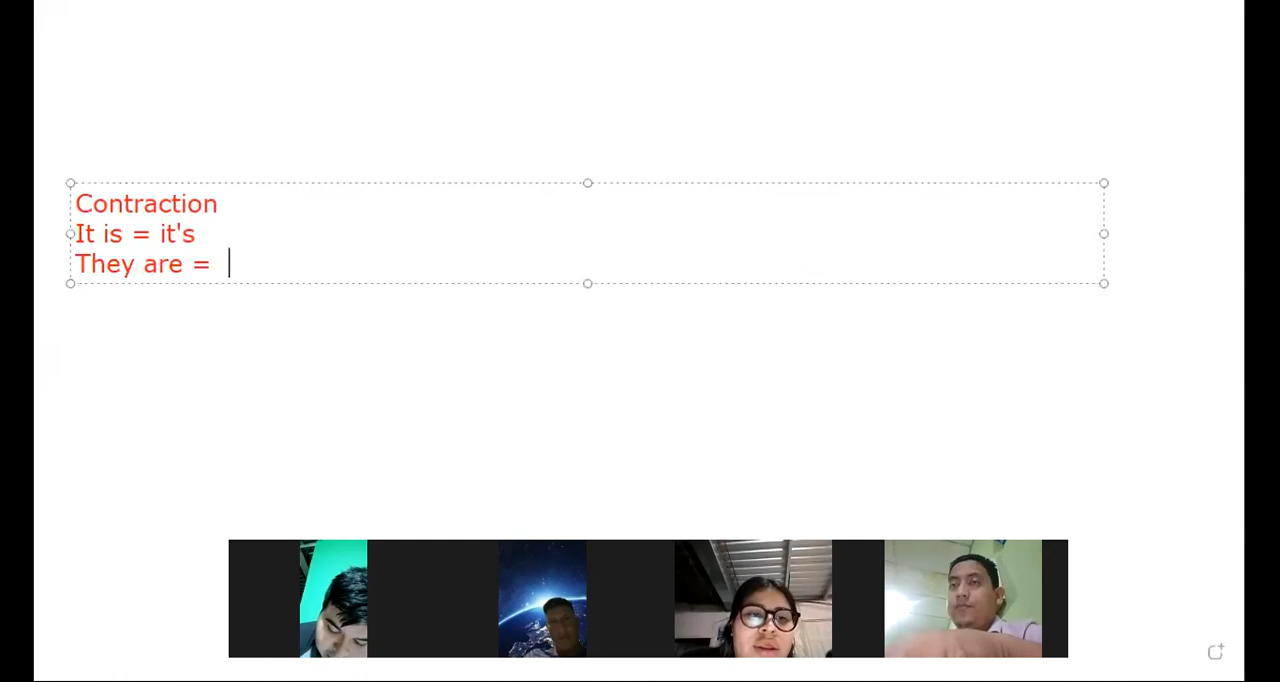 Contraction
It is = it's
They are =